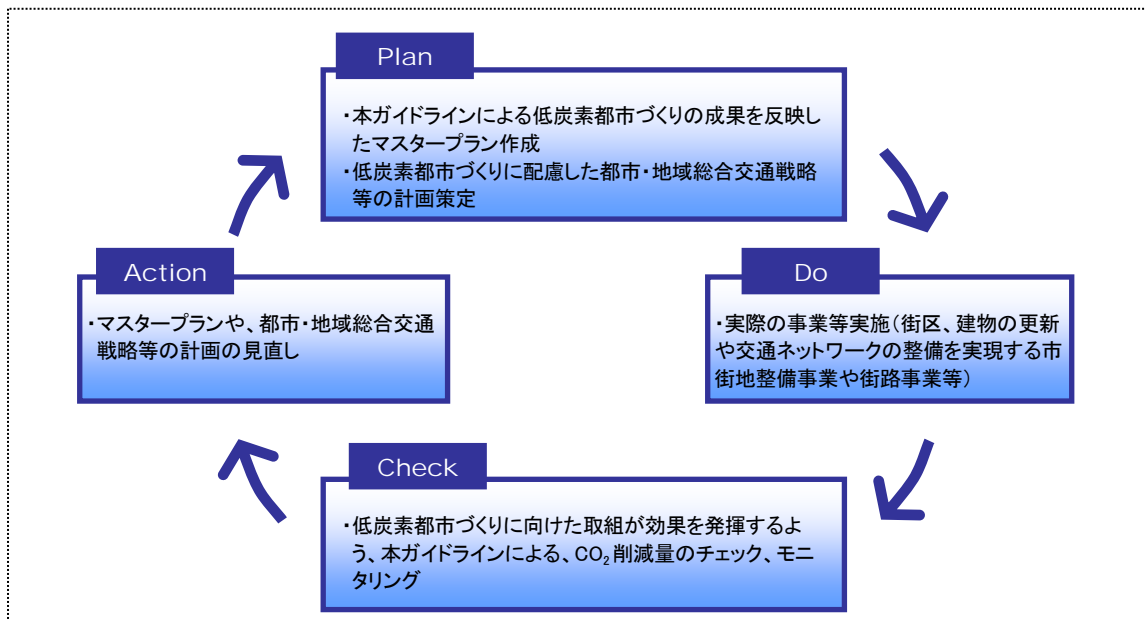 Plan
・本ガイドラインによる低炭素都市づくりの成果を反映し
たマスタープラン作成
・低炭素都市づくりに配慮した都市・地域総合交通戦略
等の計画策定
Action
・マスタープランや、都市・地域総合交通
戦略等の計画の見直し
Do
・実際の事業等実施(街区、建物の更新
や交通ネットワークの整備を実現する市
街地整備事業や街路事業等)
Check
・低炭素都市づくりに向けた取組が効果を発揮するよ
う、本ガイドラインによる、CO₂削減量のチェック、モニ
タリング